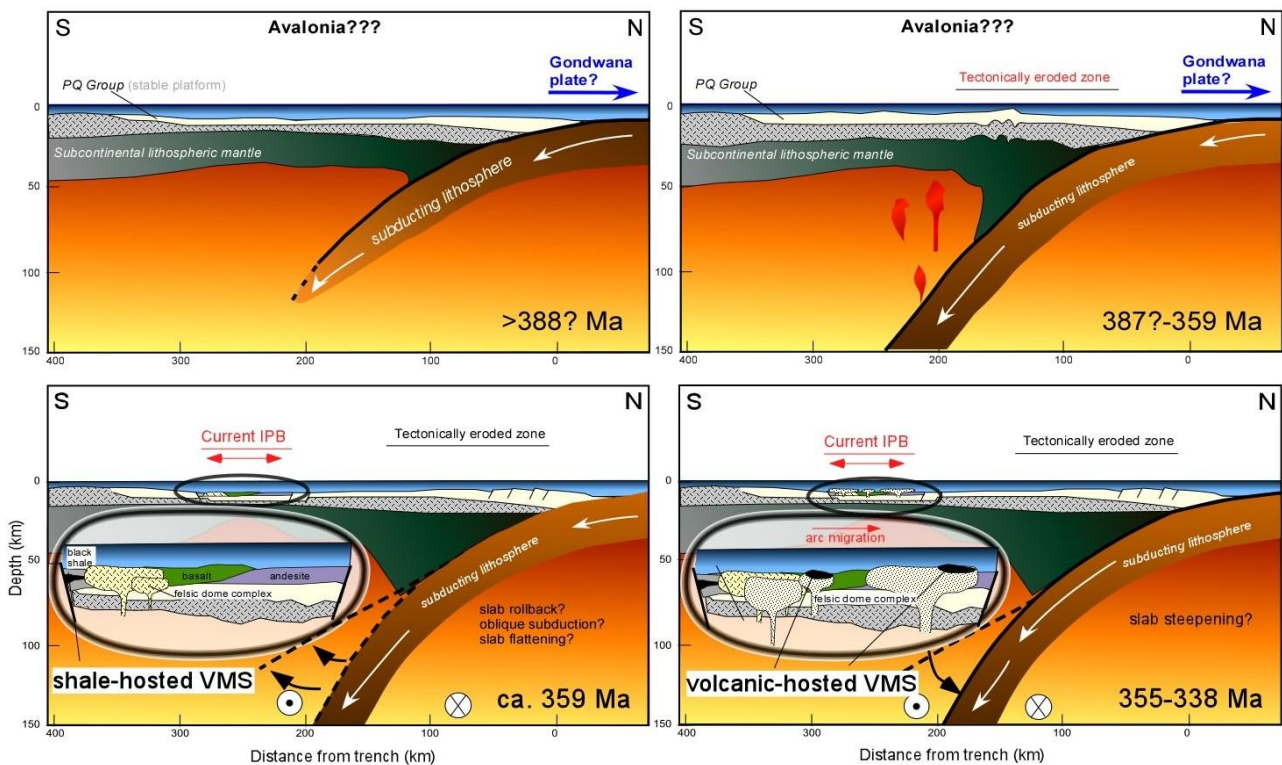 S
Avalonia???
N
Gondwana
plate?
PQ Group (stable platform)
0
Subcontinental lithospheric mantle
50
subducting lithosphere
100
>388? Ma
150
400
300
200
100
0
S
Avalonia???
N
Gondwana
plate?
Tectonically eroded zone
PQ Group
0
Subcontinental lithospheric mantle
50
subducting lithosphere
100
387?-359 Ma
150
400
300
200
100
0
S
N
Current IPB
Tectonically eroded zone
0
Depth (km)
50
black
shale
basalt
andesite
felsic dome complex
subducting lithosphere
slab rollback?
oblique subduction?
slab flattening?
100
shale-hosted VMS
ca. 359 Ma
150
400
300
200
100
0
Distance from trench (km)
S
N
Current IPB
Tectonically eroded zone
0
arc migration
50
felsic dome complex
subducting lithosphere
slab steepening?
100
volcanic-hosted VMS
355-338 Ma
150
400
300
200
100
0
Distance from trench (km)